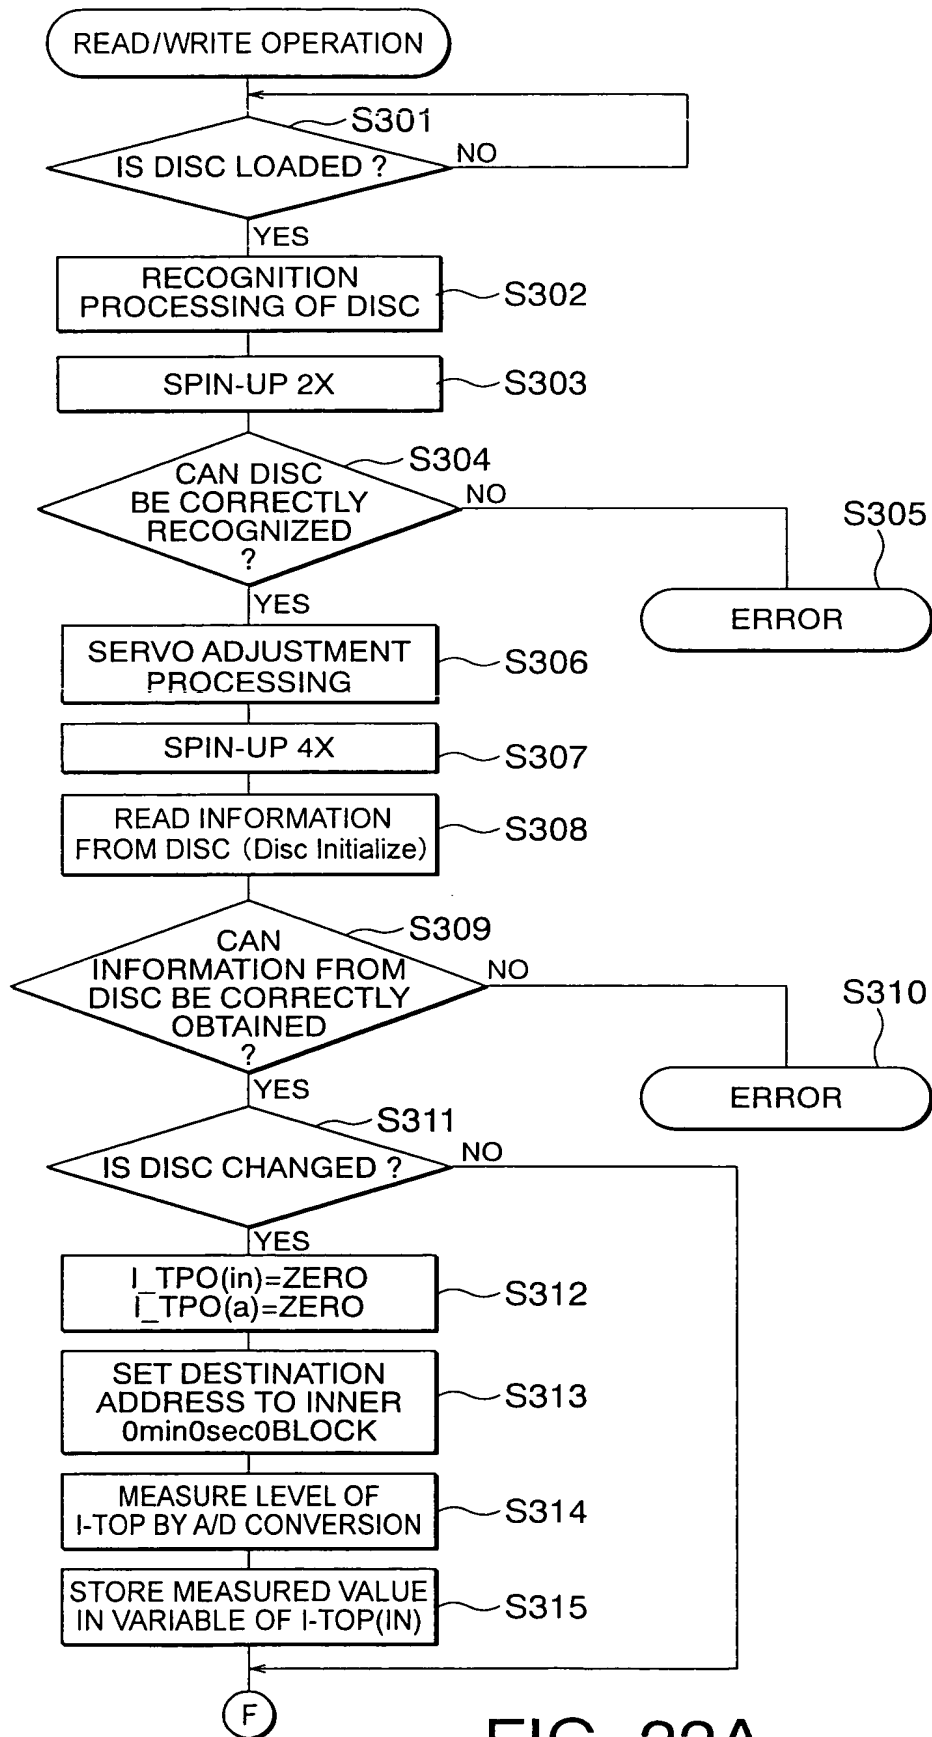 READ/WRITE OPERATION
S301
IS DISC LOADED ?
NO
YES
RECOGNITION
PROCESSING OF DISC
S302
SPIN-UP 2X
S303
S304
CAN DISC
BE CORRECTLY
RECOGNIZED
?
NO
S305
ERROR
YES
SERVO ADJUSTMENT
PROCESSING
S306
SPIN-UP 4X
S307
READ INFORMATION
FROM DISC (Disc Initialize)
S308
S309
CAN
INFORMATION FROM
DISC BE CORRECTLY
OBTAINED
?
NO
S310
ERROR
YES
S311
IS DISC CHANGED ?
NO
YES
I_TPO(in)=ZERO
I_TPO(a)=ZERO
S312
SET DESTINATION
ADDRESS TO INNER
0min0sec0BLOCK
S313
MEASURE LEVEL OF
I-TOP BY A/D CONVERSION
S314
STORE MEASURED VALUE
IN VARIABLE OF I-TOP(IN)
S315
F